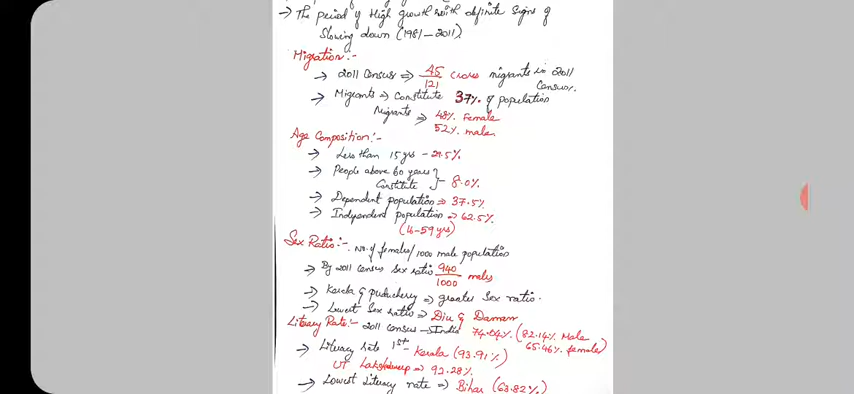 → The period of High growth with definite signs of
Slowing down (1981 – 2011)
Migration:-
→ 2011 Census ⇒ 45/121 crores migrants in 2011
Census.
→ Migrants ⇒ Constitute 37% of population
Migrants ⇒ 48% Female
52% male
Age Composition:-
→ Less than 15 yrs – 29.5%
→ People above 60 years
Constitute } – 8.0%
→ Dependent population ⇒ 37.5%
→ Independent population ⇒ 62.5%
(14-59 yrs)
Sex Ratio:- No. of females/1000 male population
→ By 2011 Census Sex ratio 940/1000 males
→ Kerala & Puducherry ⇒ greater Sex ratio.
→ Lowest Sex ratio ⇒ Diu & Daman
Literacy Rate:- 2011 census – India 74.04% (82.14% Male
65.46% female)
→ Literacy rate 1st – Kerala (93.91%)
UT Lakshdweep ⇒ 92.28%
→ Lowest Literacy rate ⇒ Bihar (63.82%)